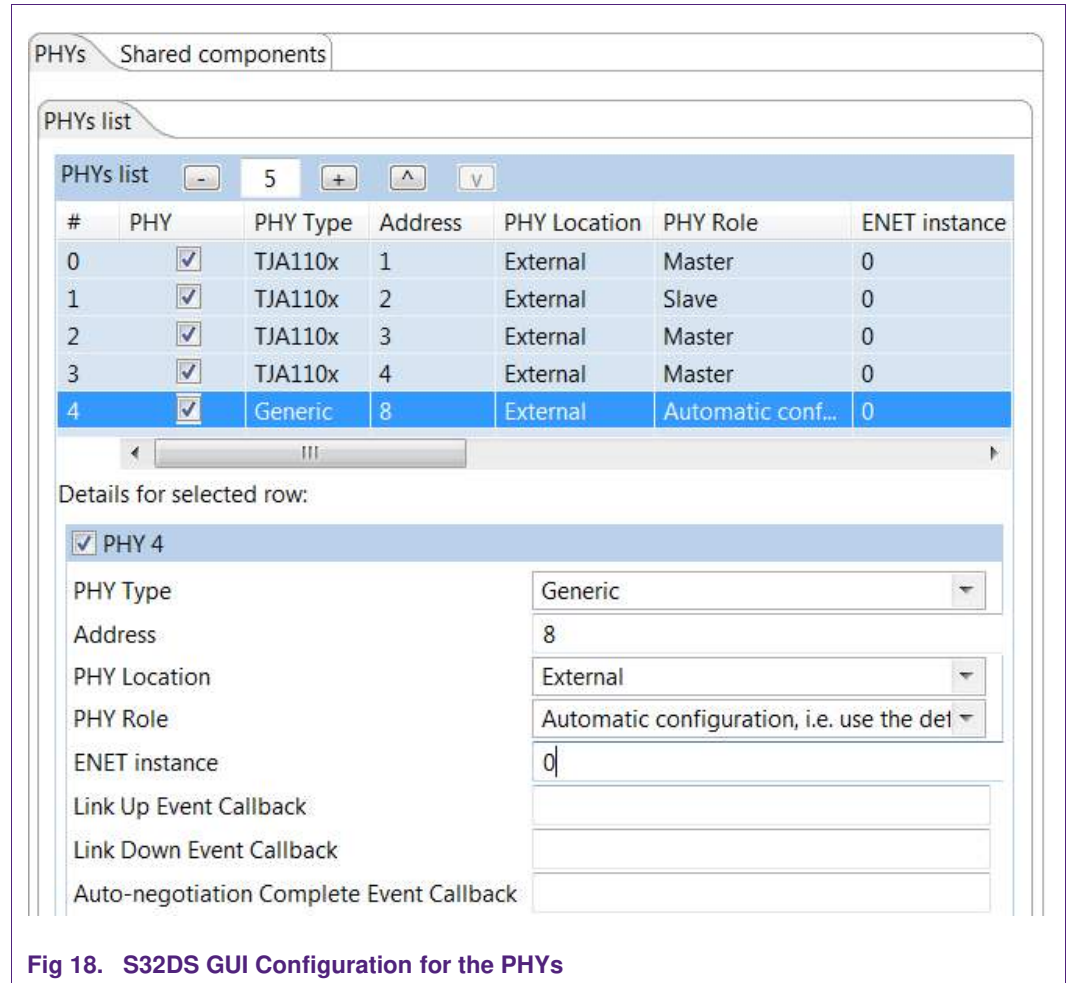 PHYs Shared components
PHYs list
PHYs list - 5 + ^ v
# PHY PHY Type Address PHY Location PHY Role ENET instance
0 TJA110x 1 External Master 0
1 TJA110x 2 External Slave 0
2 TJA110x 3 External Master 0
3 TJA110x 4 External Master 0
4 Generic 8 External Automatic conf... 0
Details for selected row:
PHY 4
PHY Type Generic
Address 8
PHY Location External
PHY Role Automatic configuration, i.e. use the def
ENET instance 0
Link Up Event Callback
Link Down Event Callback
Auto-negotiation Complete Event Callback
Fig 18. S32DS GUI Configuration for the PHYs